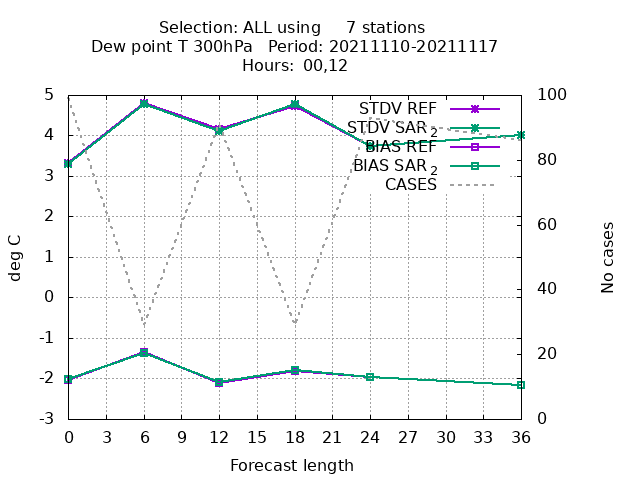 Selection: ALL using 7 stations
Dew point T 300hPa Period: 20211110-20211117
Hours: 00,12
STDV REF
STDV SAR 2
BIAS REF
BIAS SAR 2
CASES
5
4
3
2
1
0
-1
-2
-3
100
80
60
40
20
0
deg C
No cases
0 3 6 9 12 15 18 21 24 27 30 33 36
Forecast length